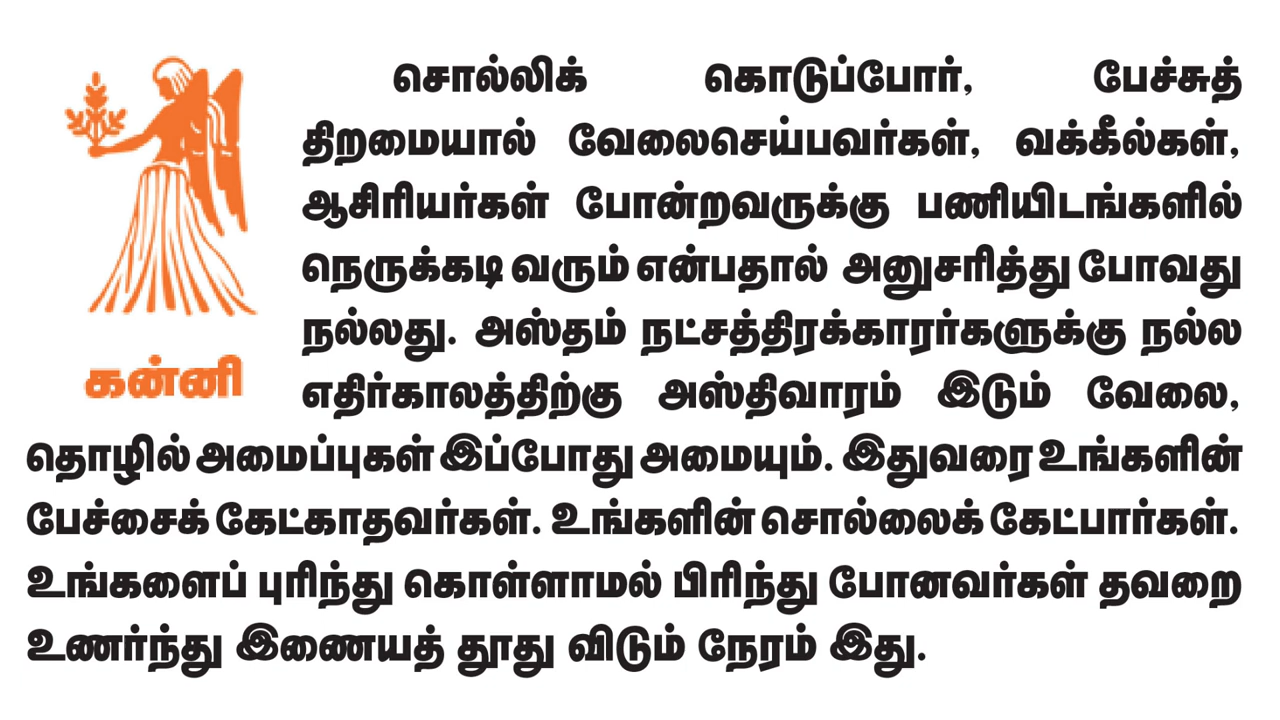 சொல்லிக் கொடுப்போர், பேச்சுத்
திறமையால் வேலைசெய்பவர்கள், வக்கீல்கள்,
ஆசிரியர்கள் போன்றவருக்கு பணியிடங்களில்
நெருக்கடி வரும் என்பதால் அனுசரித்து போவது
நல்லது. அஸ்தம் நட்சத்திரக்காரர்களுக்கு நல்ல
எதிர்காலத்திற்கு அஸ்திவாரம் இடும் வேலை,
தொழில் அமைப்புகள் இப்போது அமையும். இதுவரை உங்களின்
பேச்சைக் கேட்காதவர்கள். உங்களின் சொல்லைக் கேட்பார்கள்.
உங்களைப் புரிந்து கொள்ளாமல் பிரிந்து போனவர்கள் தவறை
உணர்ந்து இணையத் தூது விடும் நேரம் இது.
கன்னி